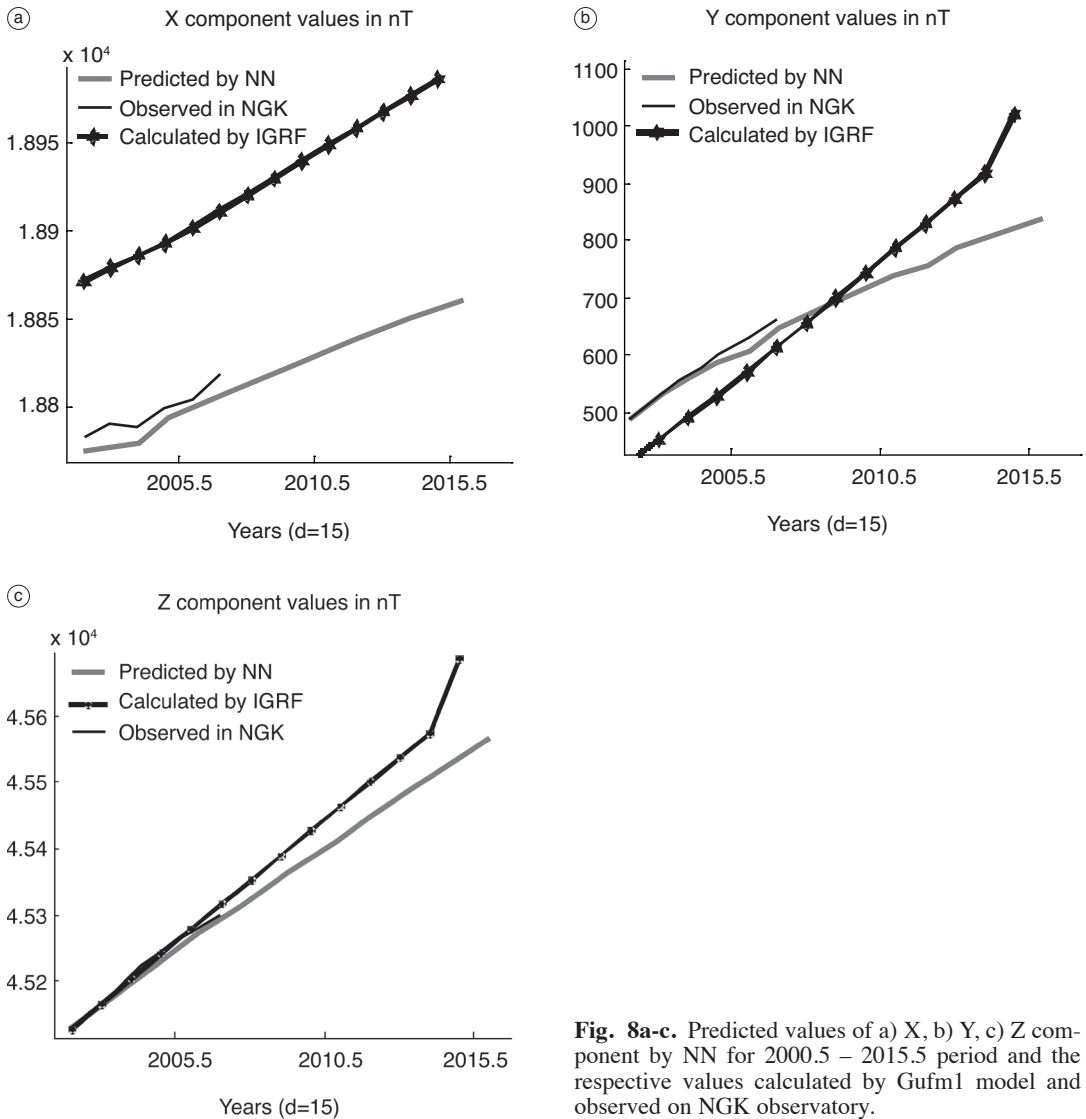 a
X component values in nT
x 10⁴
Predicted by NN
Observed in NGK
Calculated by IGRF
1.895
1.89
1.885
1.88
2005.5 2010.5 2015.5
Years (d=15)
b
Y component values in nT
Predicted by NN
Observed in NGK
Calculated by IGRF
1100
1000
900
800
700
600
500
2005.5 2010.5 2015.5
Years (d=15)
c
Z component values in nT
x 10⁴
Predicted by NN
Calculated by IGRF
Observed in NGK
4.56
4.55
4.54
4.53
4.52
2005.5 2010.5 2015.5
Years (d=15)
Fig. 8a-c. Predicted values of a) X, b) Y, c) Z com-
ponent by NN for 2000.5 – 2015.5 period and the
respective values calculated by Gufm1 model and
observed on NGK observatory.